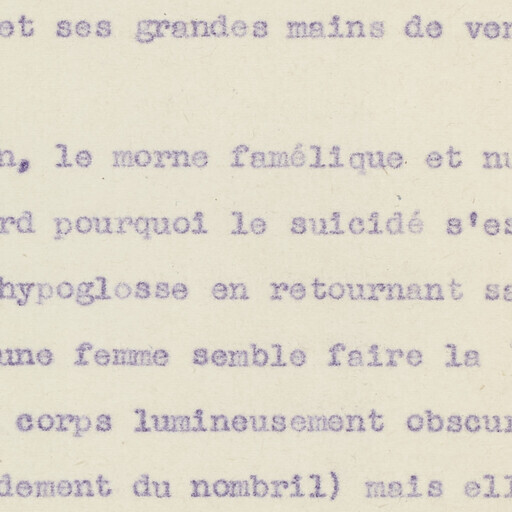 et ses grandes mains de ver
n, le morne famélique et nu
rd pourquoi le suicidé s'es
hypoglosse en retournant sa
une femme semble faire la
corps lumineusement obscur
dement du nombril) mais ell